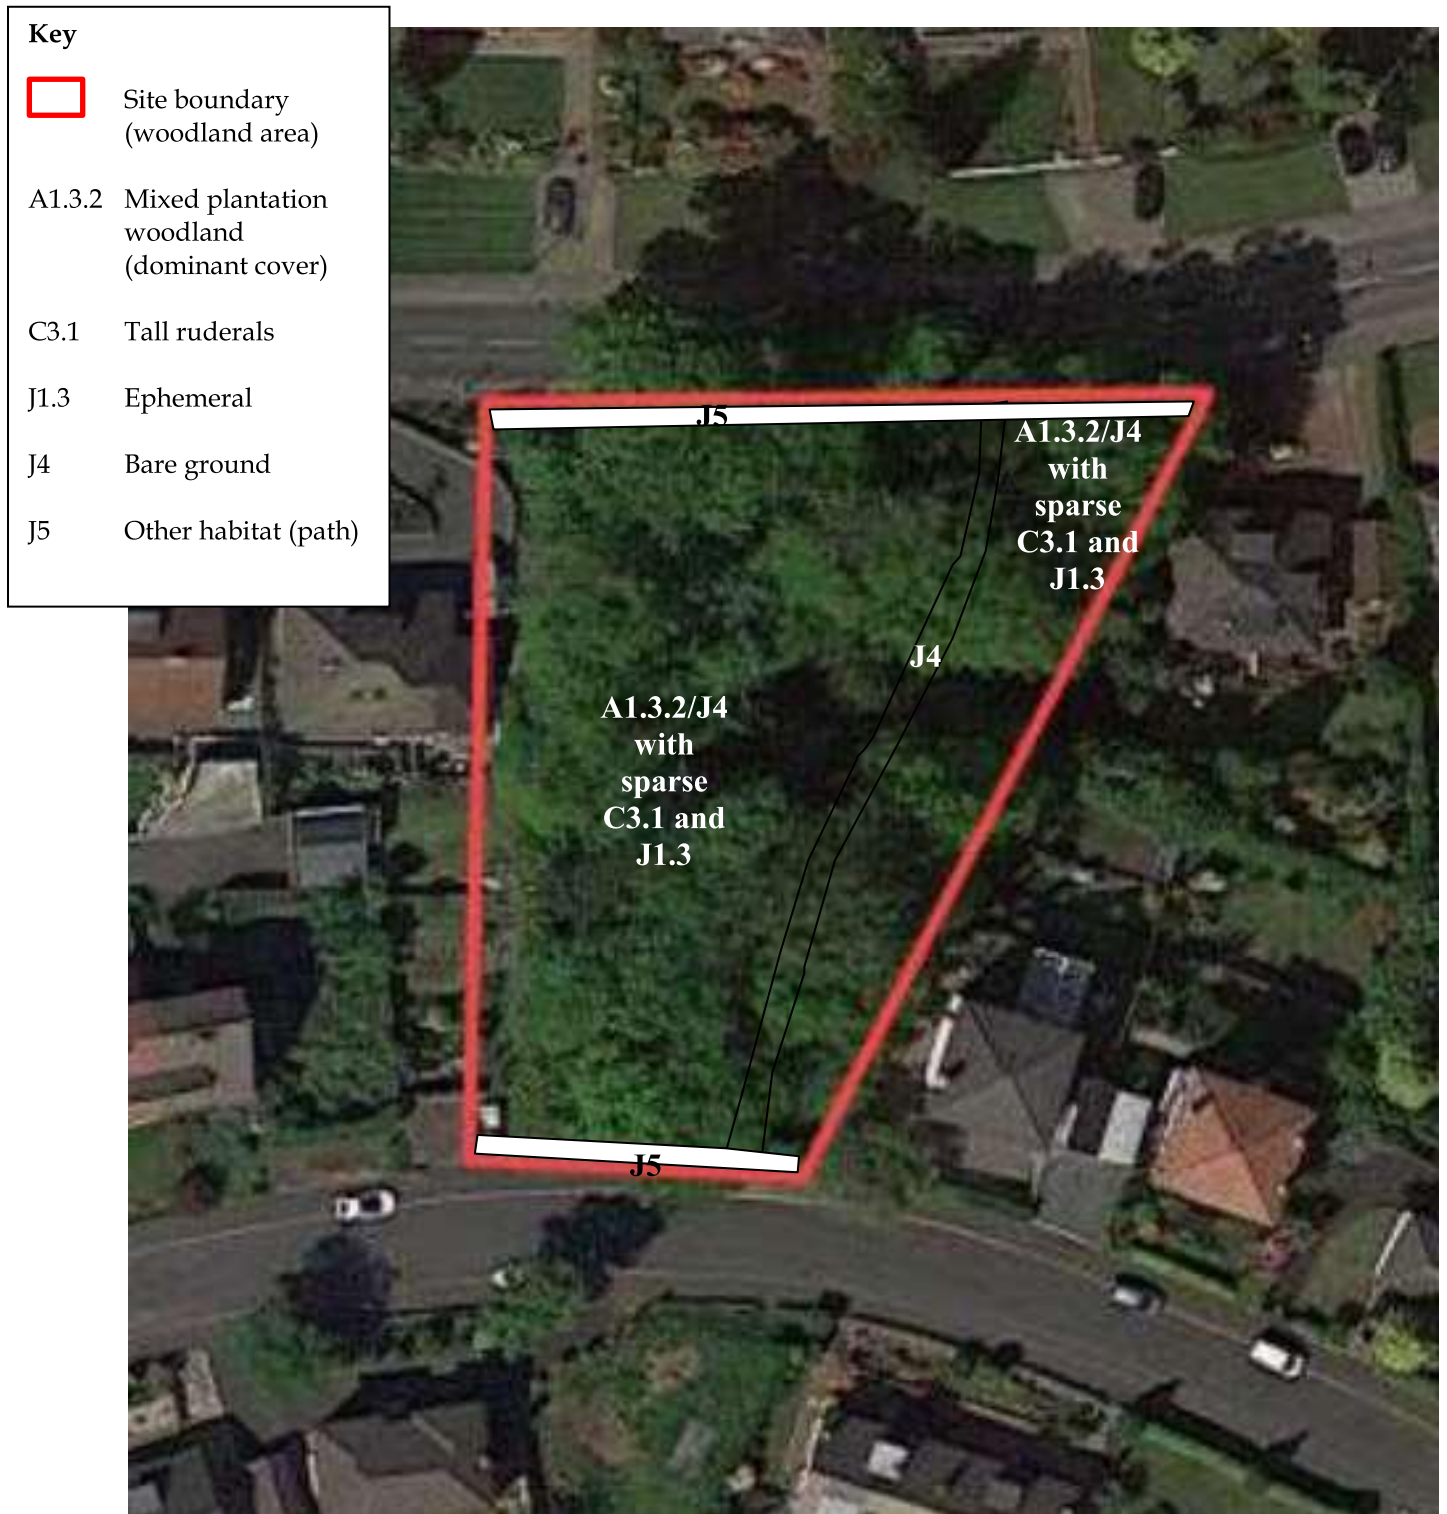 Key
Site boundary
(woodland area)
A1.3.2 Mixed plantation
woodland
(dominant cover)
C3.1 Tall ruderals
J1.3 Ephemeral
J4 Bare ground
J5 Other habitat (path)
J5
A1.3.2/J4
with
sparse
C3.1 and
J1.3
J4
A1.3.2/J4
with
sparse
C3.1 and
J1.3
J5